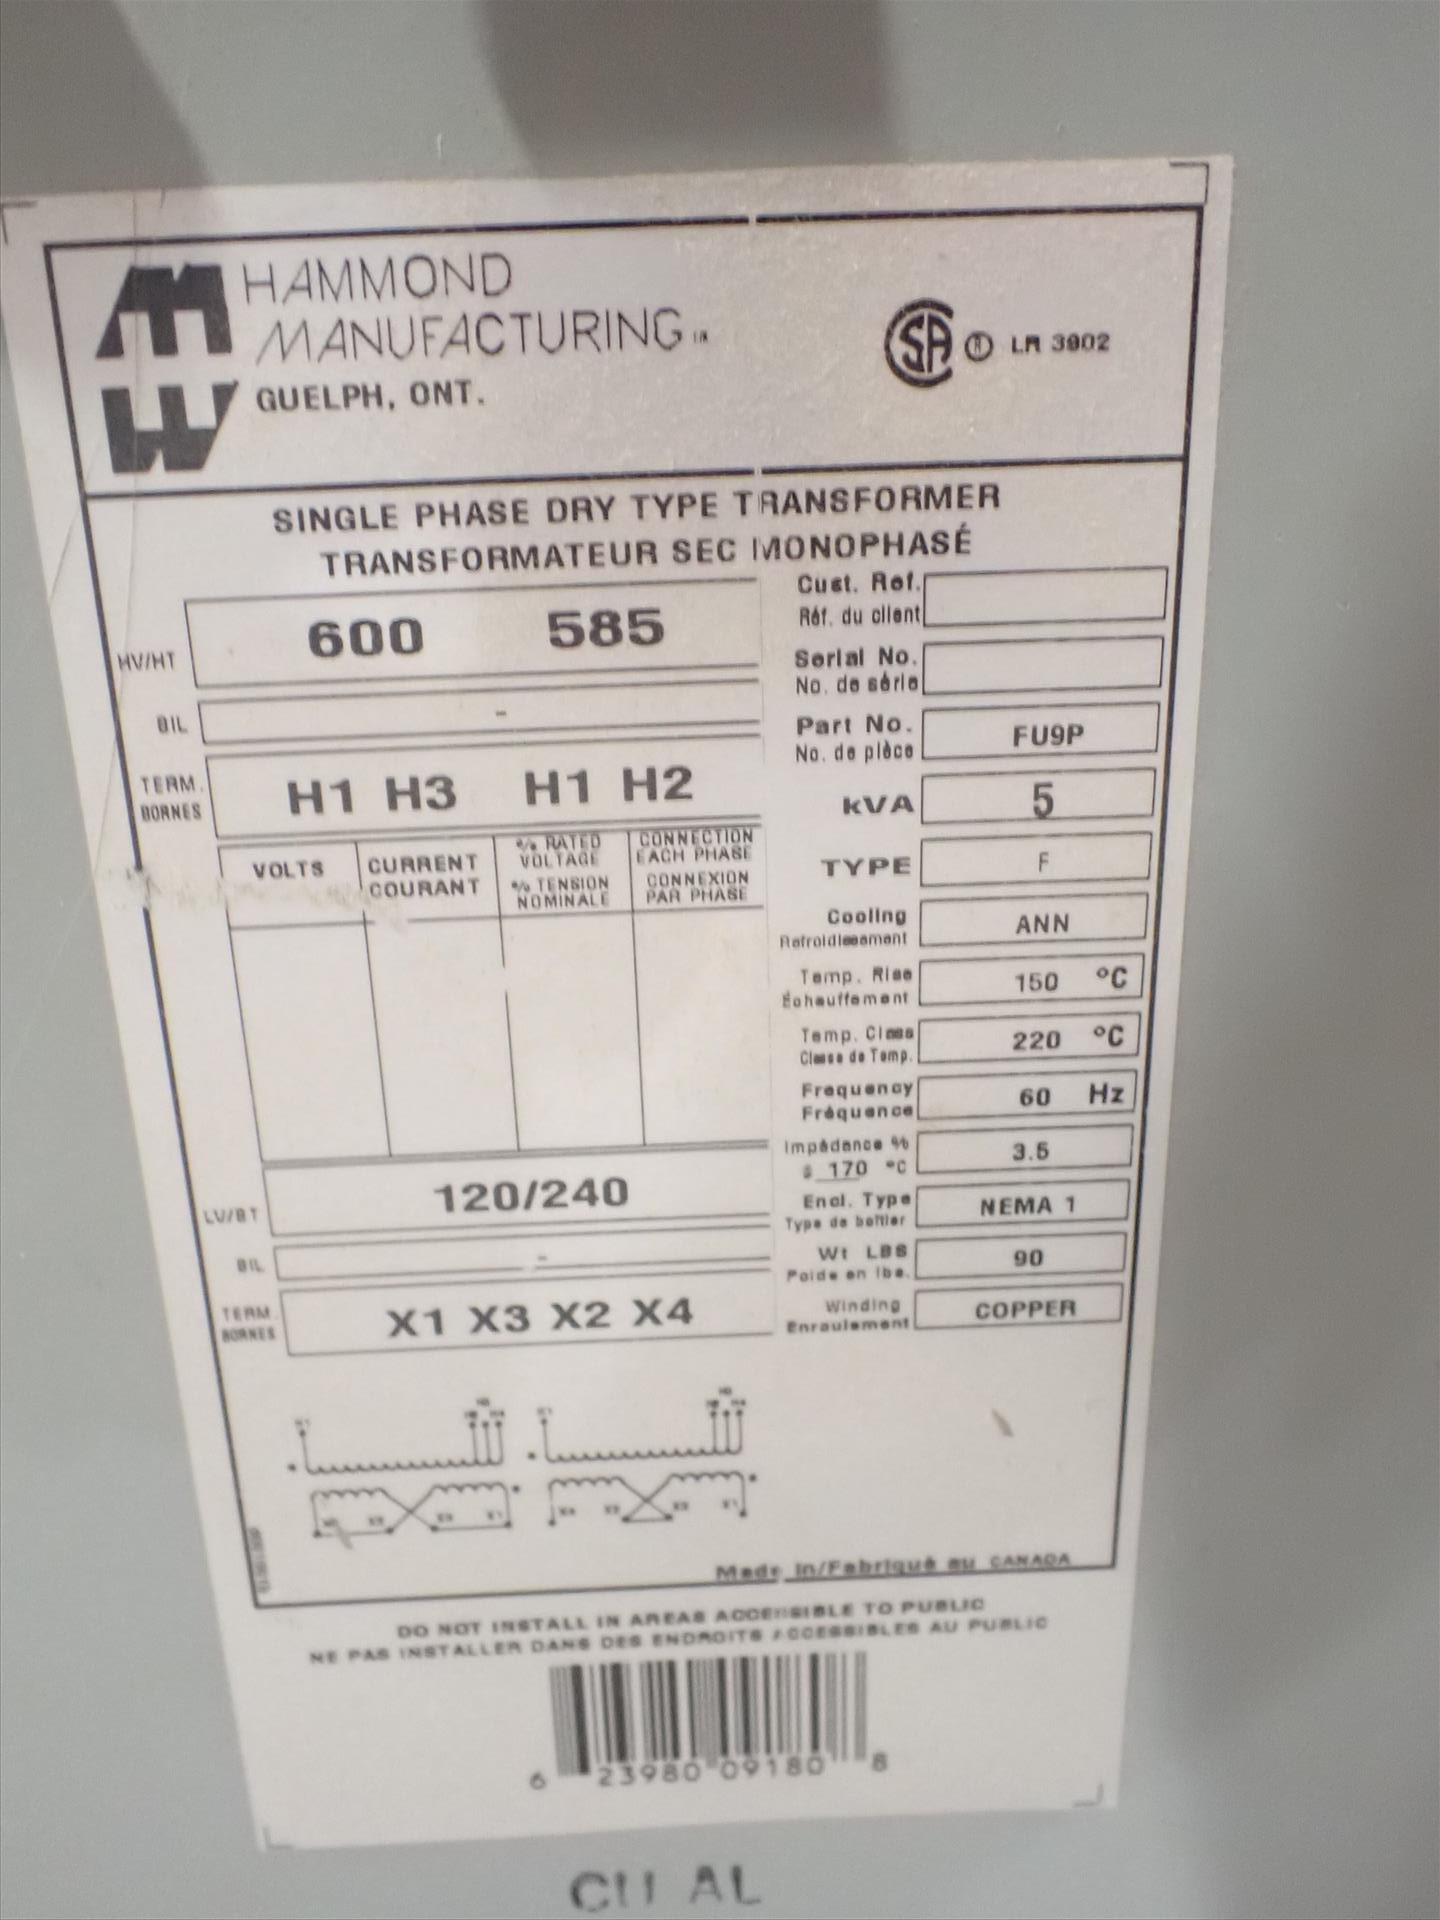 HAMMOND
MANUFACTURING
GUELPH, ONT.
SA ® LR 3902
SINGLE PHASE DRY TYPE TRANSFORMER
TRANSFORMATEUR SEC MONOPHASÉ
HV/HT 600 585
BIL -
TERM. BORNES H1 H3 H1 H2
VOLTS
CURRENT
COURANT
% RATED
VOLTAGE
% TENSION
NOMINALE
CONNECTION
EACH PHASE
CONNEXION
PAR PHASE
LV/BT 120/240
BIL -
TERM. BORNES X1 X3 X2 X4
Cust. Ref.
Réf. du client
Serial No.
No. de série
Part No.
No. de pièce
FU9P
kVA 5
TYPE F
Cooling
Refroidissement
ANN
Temp. Rise
Échauffement
150 °C
Temp. Class
Classe de Temp.
220 °C
Frequency
Fréquence
60 Hz
Impédance %
170 °C
3.5
Encl. Type
Type de boîtier
NEMA 1
Wt LBS
Poids en lbs.
90
Winding
Enraulement
COPPER
Made in/Fabriqué au CANADA
DO NOT INSTALL IN AREAS ACCESSIBLE TO PUBLIC
NE PAS INSTALLER DANS DES ENDROITS ACCESSIBLES AU PUBLIC
6 23980 09180 8
CU AL